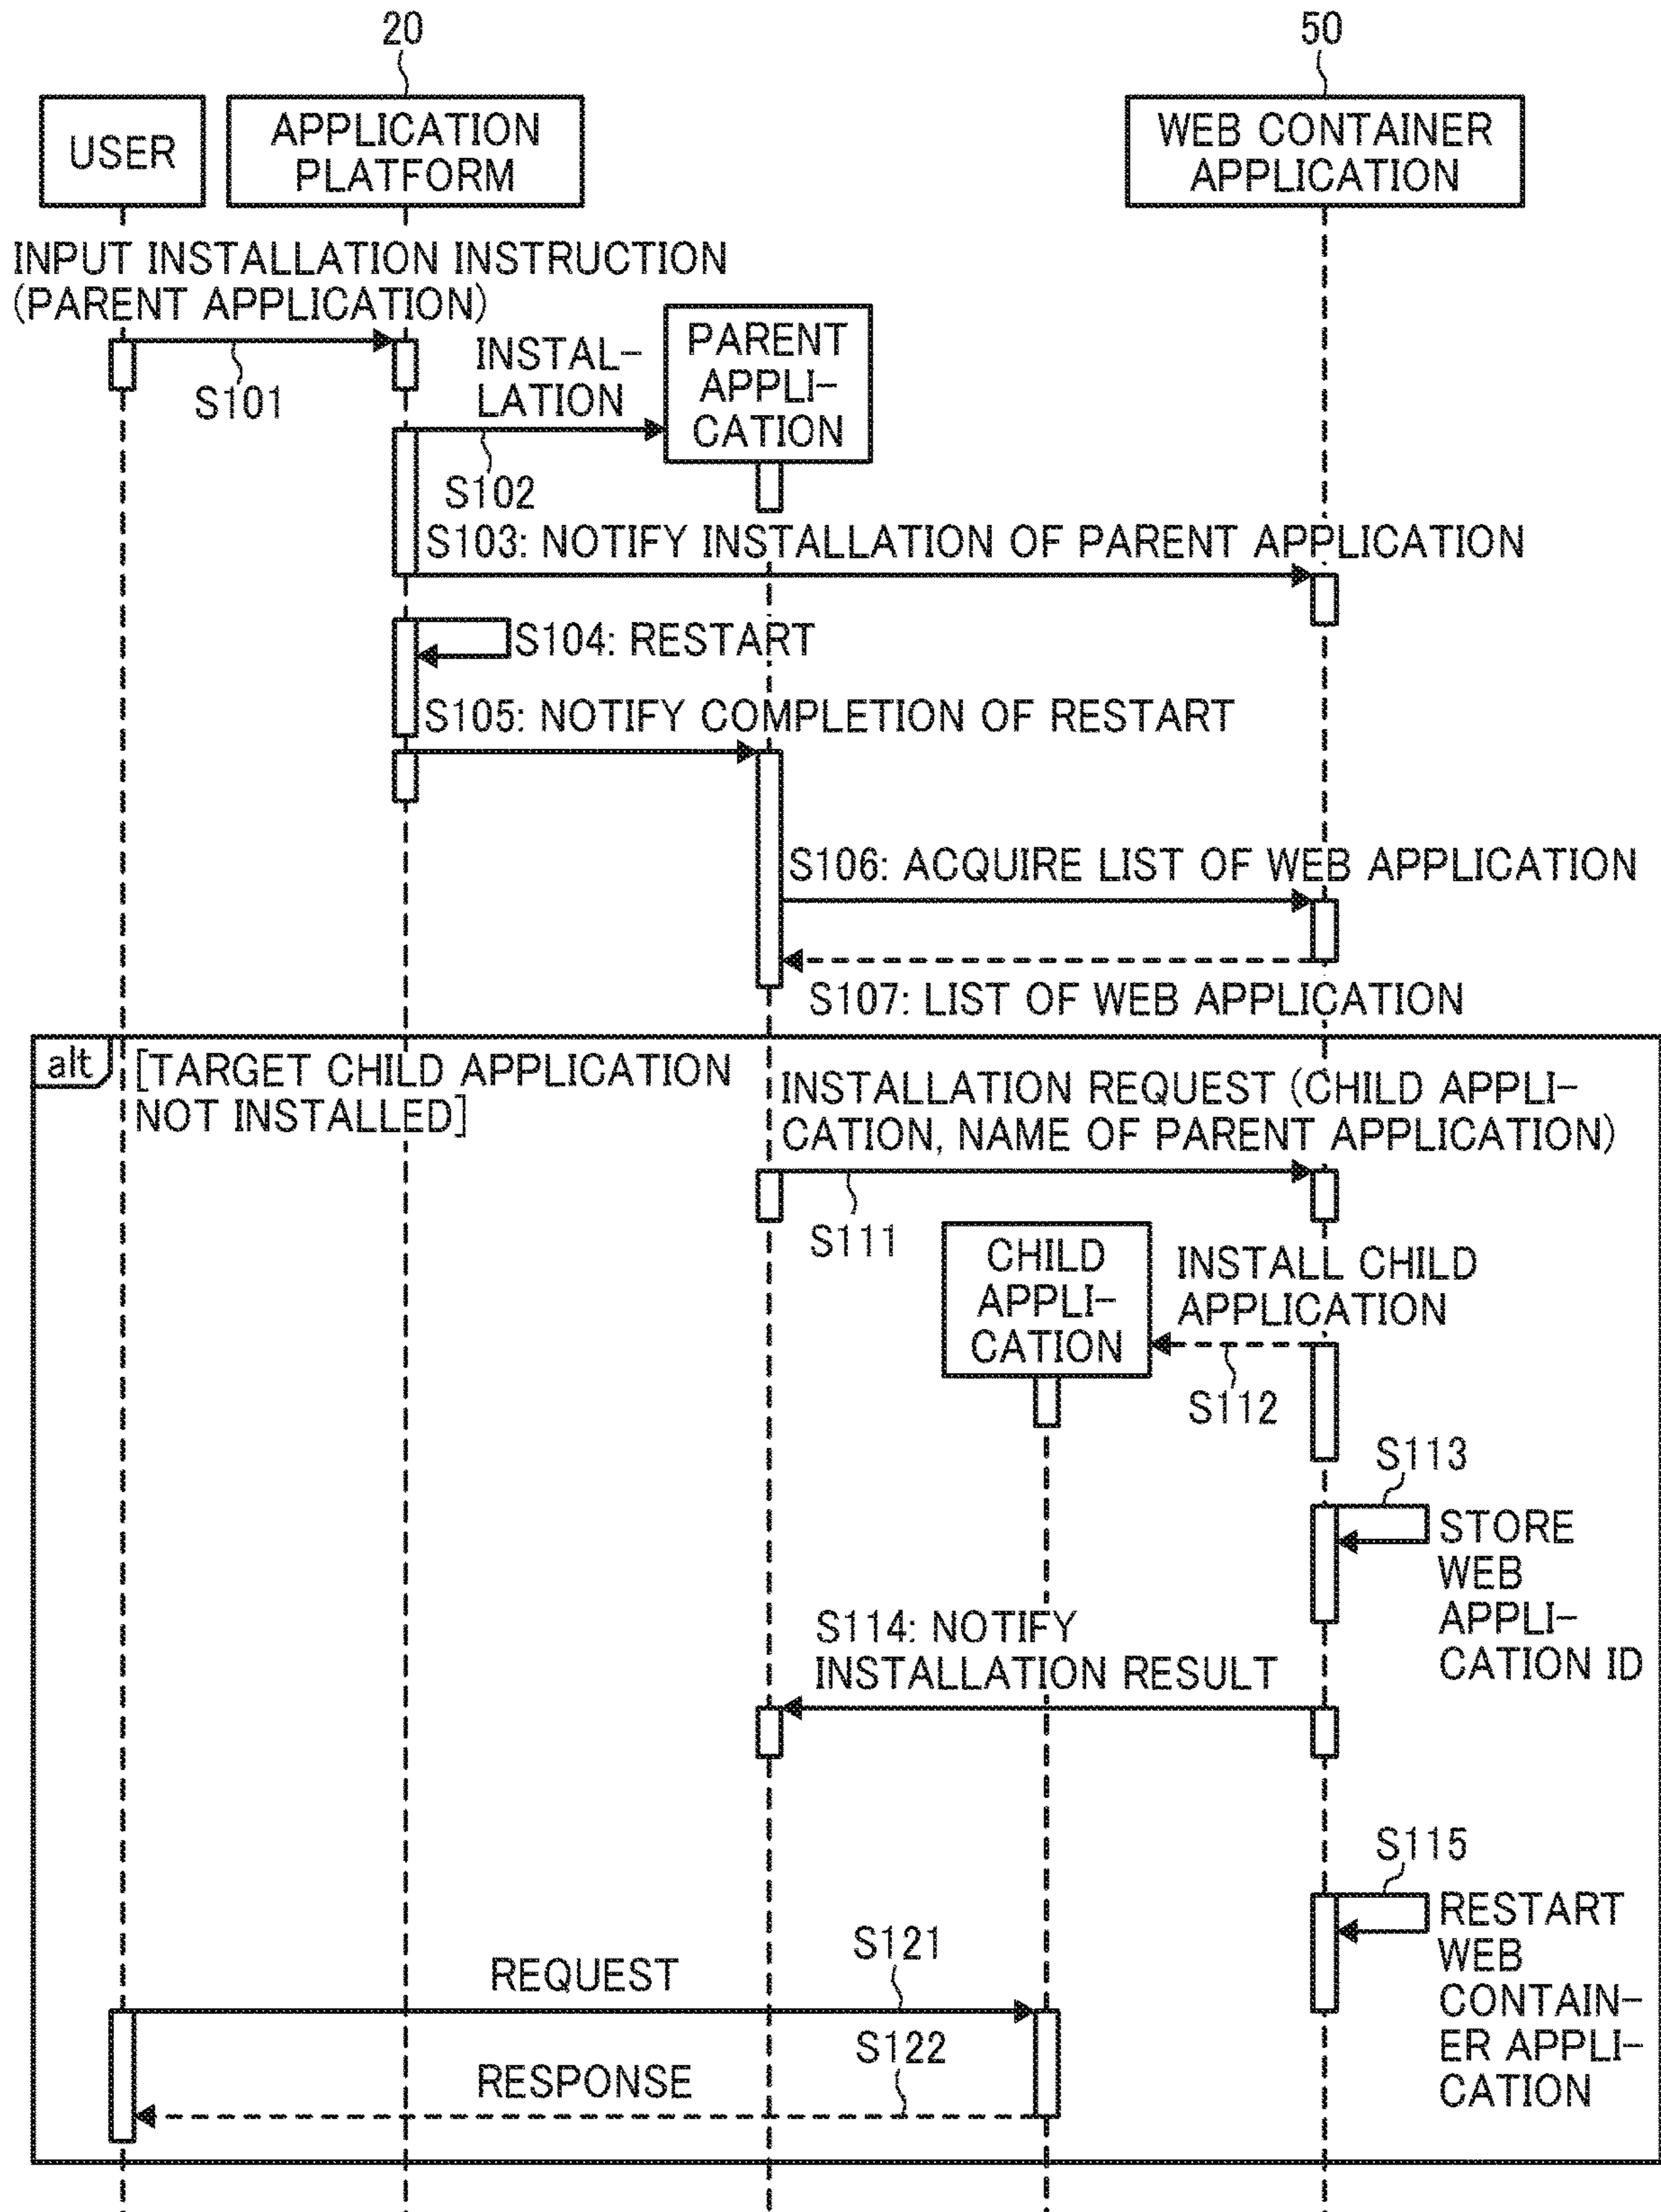 20
50
USER
APPLICATION
PLATFORM
WEB CONTAINER
APPLICATION
INPUT INSTALLATION INSTRUCTION
(PARENT APPLICATION)
S101
INSTAL-
LATION
PARENT
APPLI-
CATION
S102
S103: NOTIFY INSTALLATION OF PARENT APPLICATION
S104: RESTART
S105: NOTIFY COMPLETION OF RESTART
S106: ACQUIRE LIST OF WEB APPLICATION
S107: LIST OF WEB APPLICATION
alt
[TARGET CHILD APPLICATION
NOT INSTALLED]
INSTALLATION REQUEST (CHILD APPLI-
CATION, NAME OF PARENT APPLICATION)
S111
CHILD
APPLI-
CATION
INSTALL CHILD
APPLICATION
S112
S113
STORE
WEB
APPLI-
CATION ID
S114: NOTIFY
INSTALLATION RESULT
S115
RESTART
WEB
CONTAIN-
ER APPLI-
CATION
REQUEST
S121
RESPONSE
S122